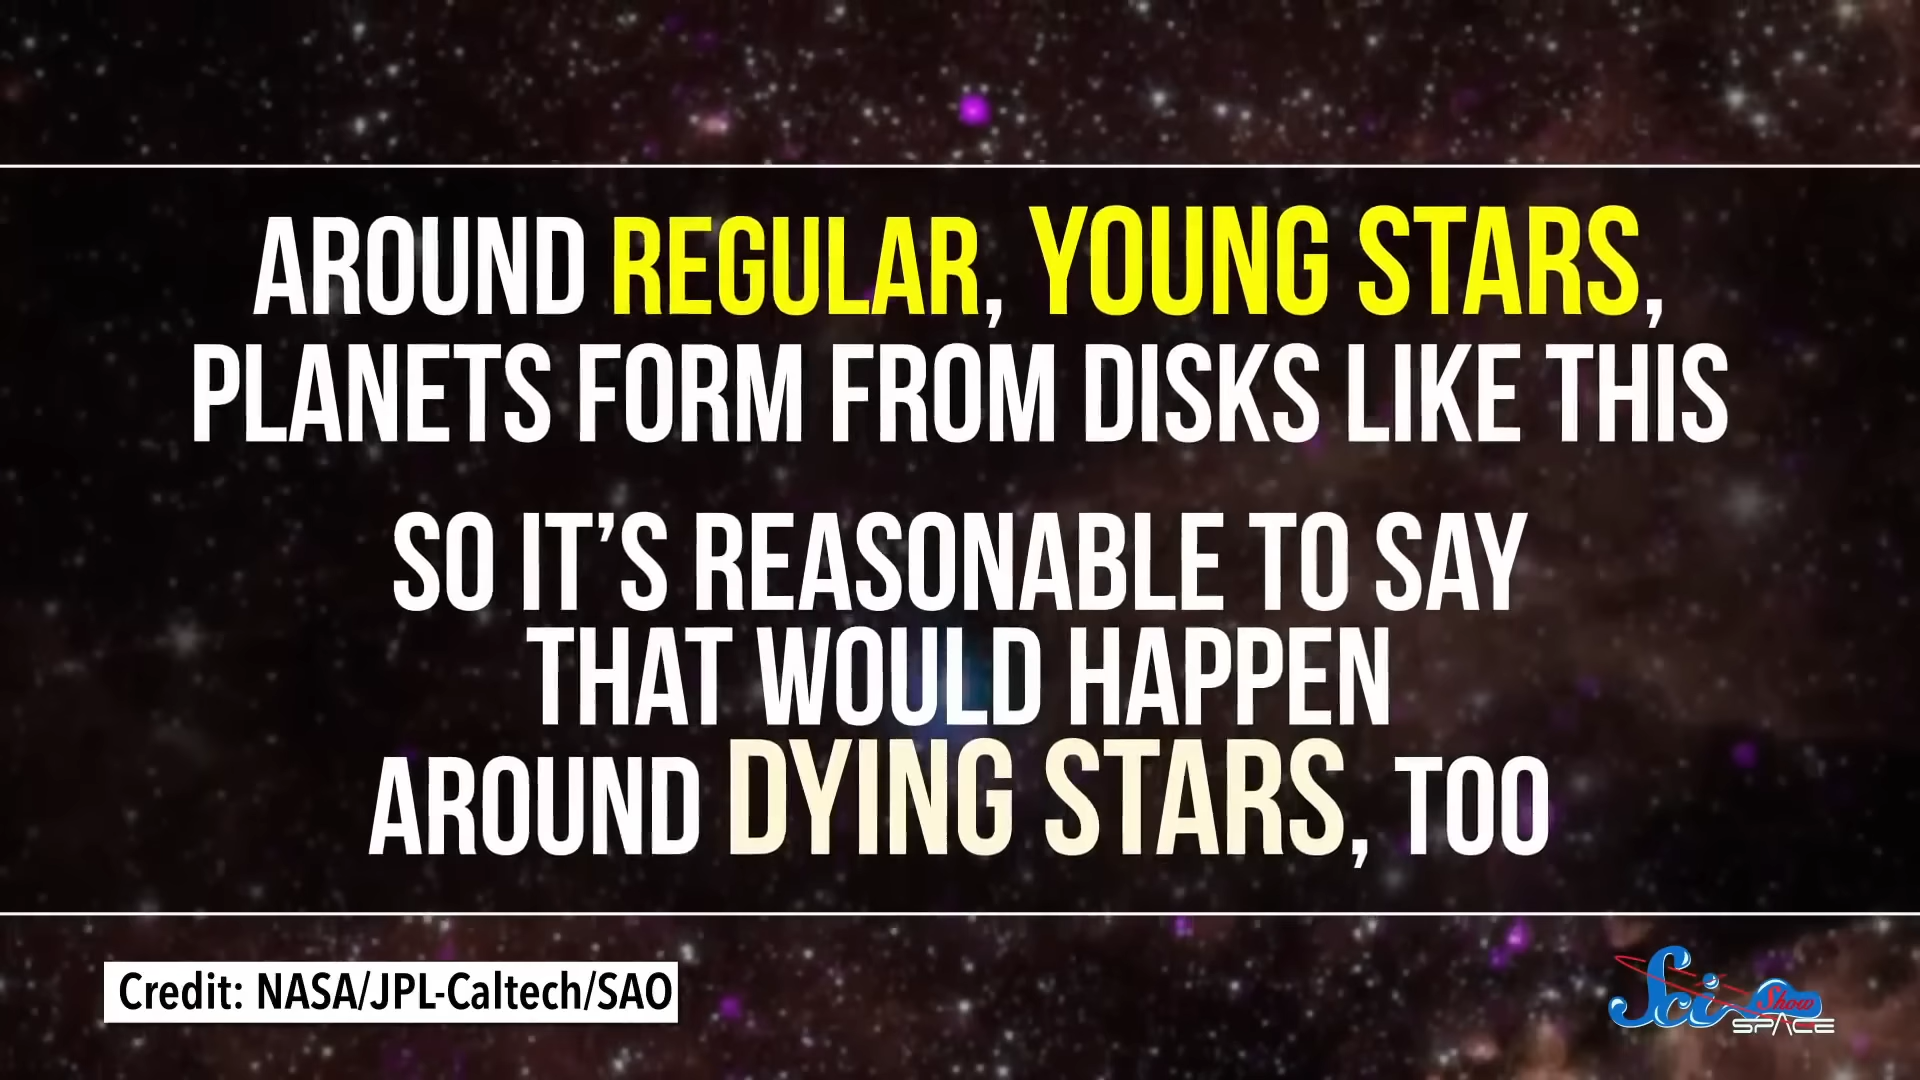 AROUND REGULAR, YOUNG STARS,
PLANETS FORM FROM DISKS LIKE THIS
SO IT’S REASONABLE TO SAY
THAT WOULD HAPPEN
AROUND DYING STARS, TOO
Credit: NASA/JPL-Caltech/SAO
Sci Show
SPACE